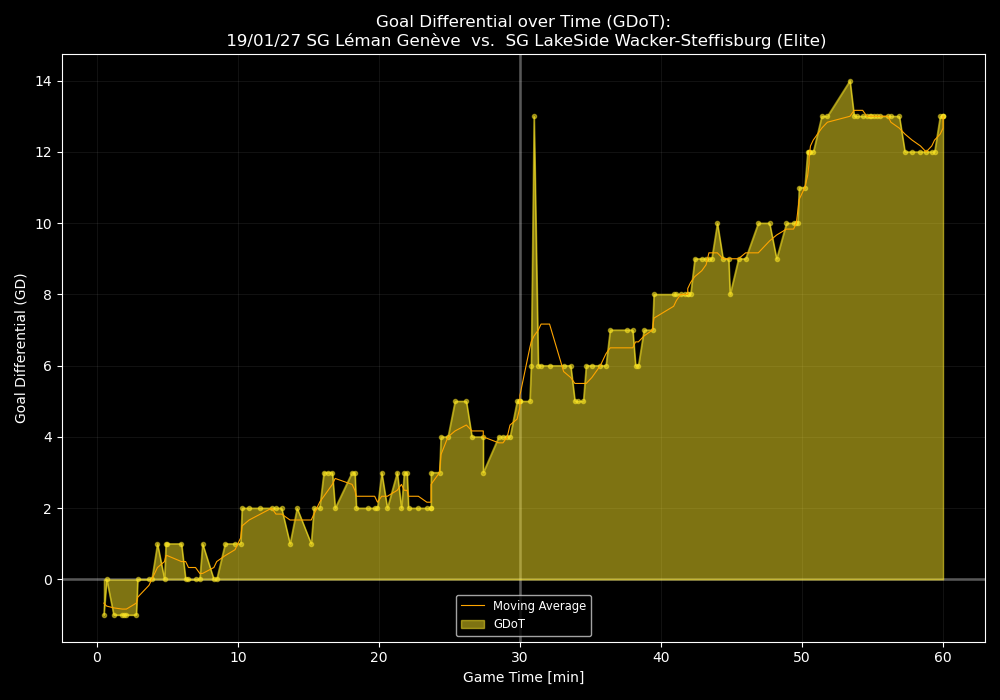 Goal Differential over Time (GDoT):
19/01/27 SG Léman Genève  vs.  SG LakeSide Wacker-Steffisburg (Elite)
14
12
10
8
6
4
2
0
Goal Differential (GD)
Moving Average
GDoT
0 10 20 30 40 50 60
Game Time [min]